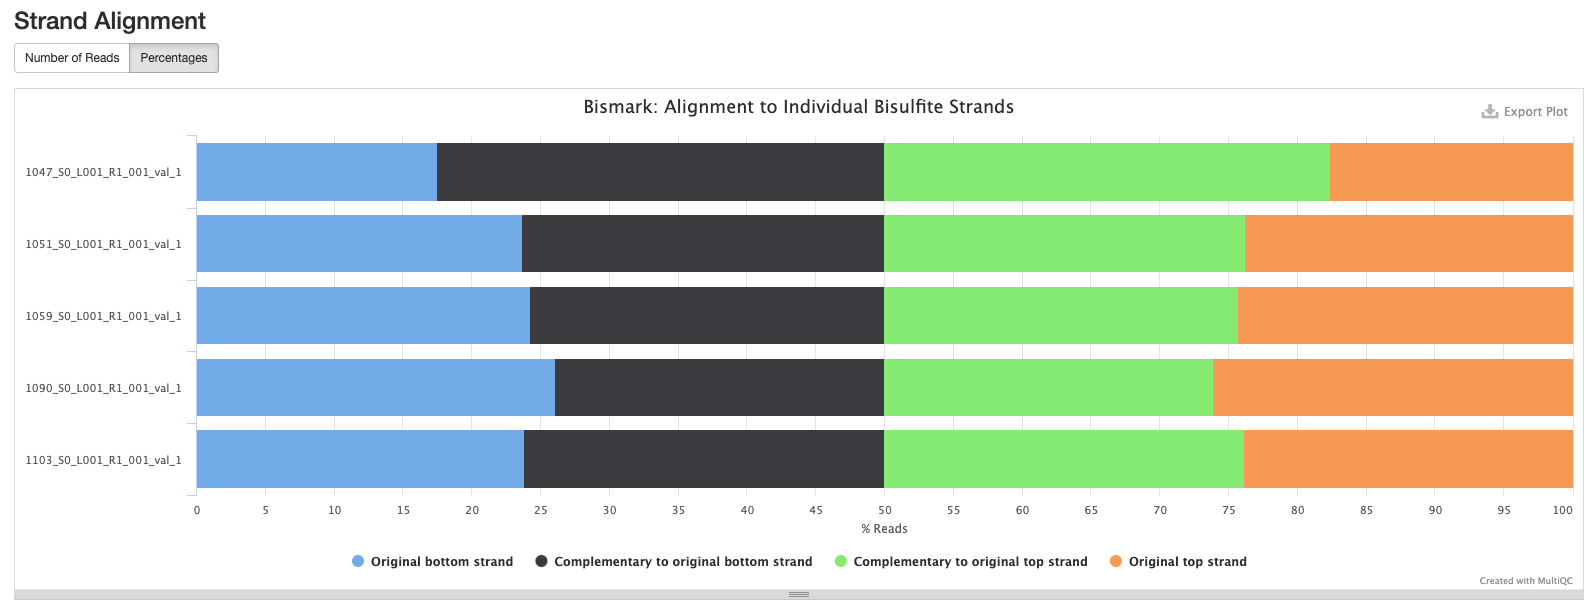 Strand Alignment
Number of Reads Percentages
Bismark: Alignment to Individual Bisulfite Strands
Export Plot
1047_S0_L001_R1_001_val_1
1051_S0_L001_R1_001_val_1
1059_S0_L001_R1_001_val_1
1090_S0_L001_R1_001_val_1
1103_S0_L001_R1_001_val_1
0 5 10 15 20 25 30 35 40 45 50 55 60 65 70 75 80 85 90 95 100
% Reads
Original bottom strand Complementary to original bottom strand Complementary to original top strand Original top strand
Created with MultiQC